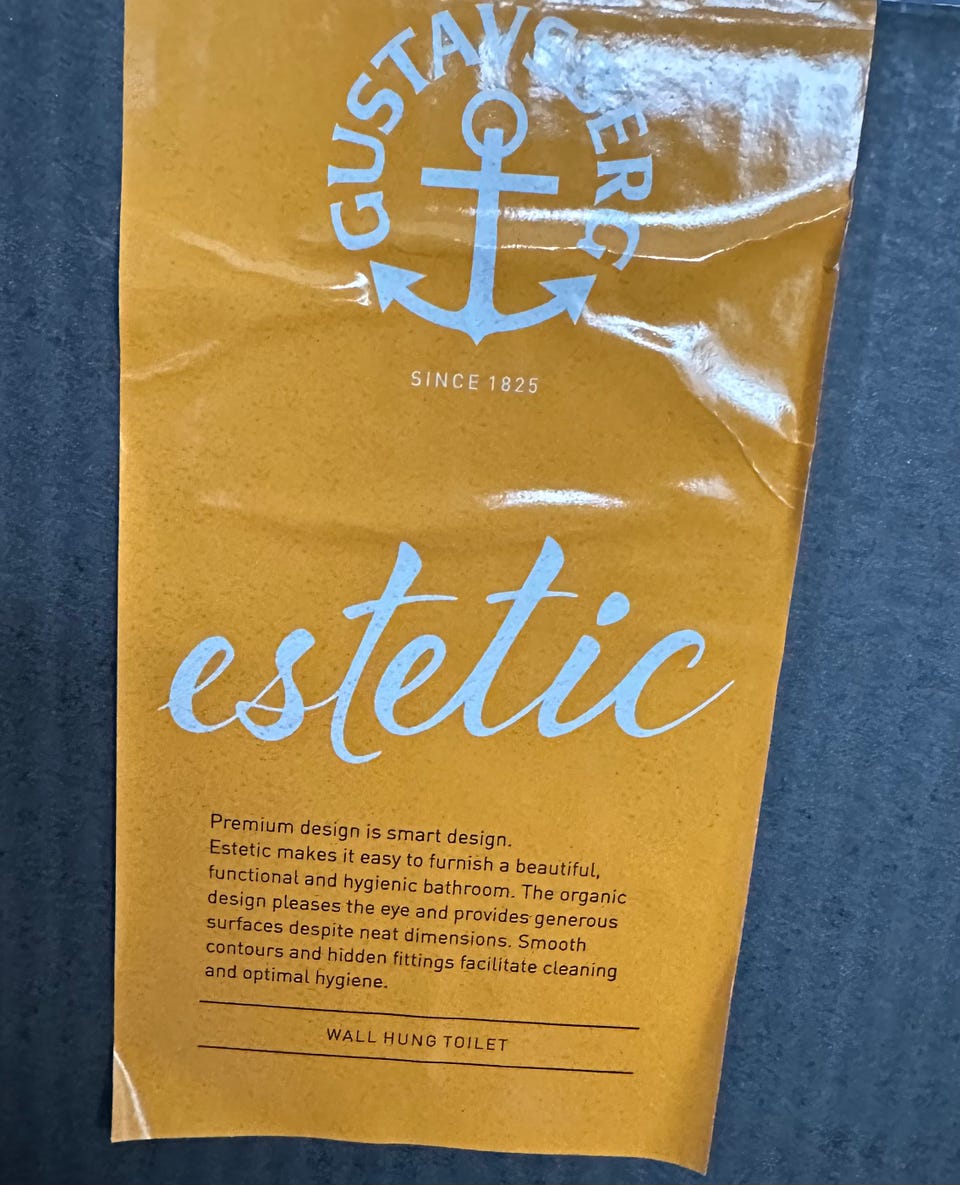 GUSTAVSBERG
SINCE 1825
estetic
Premium design is smart design.
Estetic makes it easy to furnish a beautiful,
functional and hygienic bathroom. The organic
design pleases the eye and provides generous
surfaces despite neat dimensions. Smooth
contours and hidden fittings facilitate cleaning
and optimal hygiene.
WALL HUNG TOILET